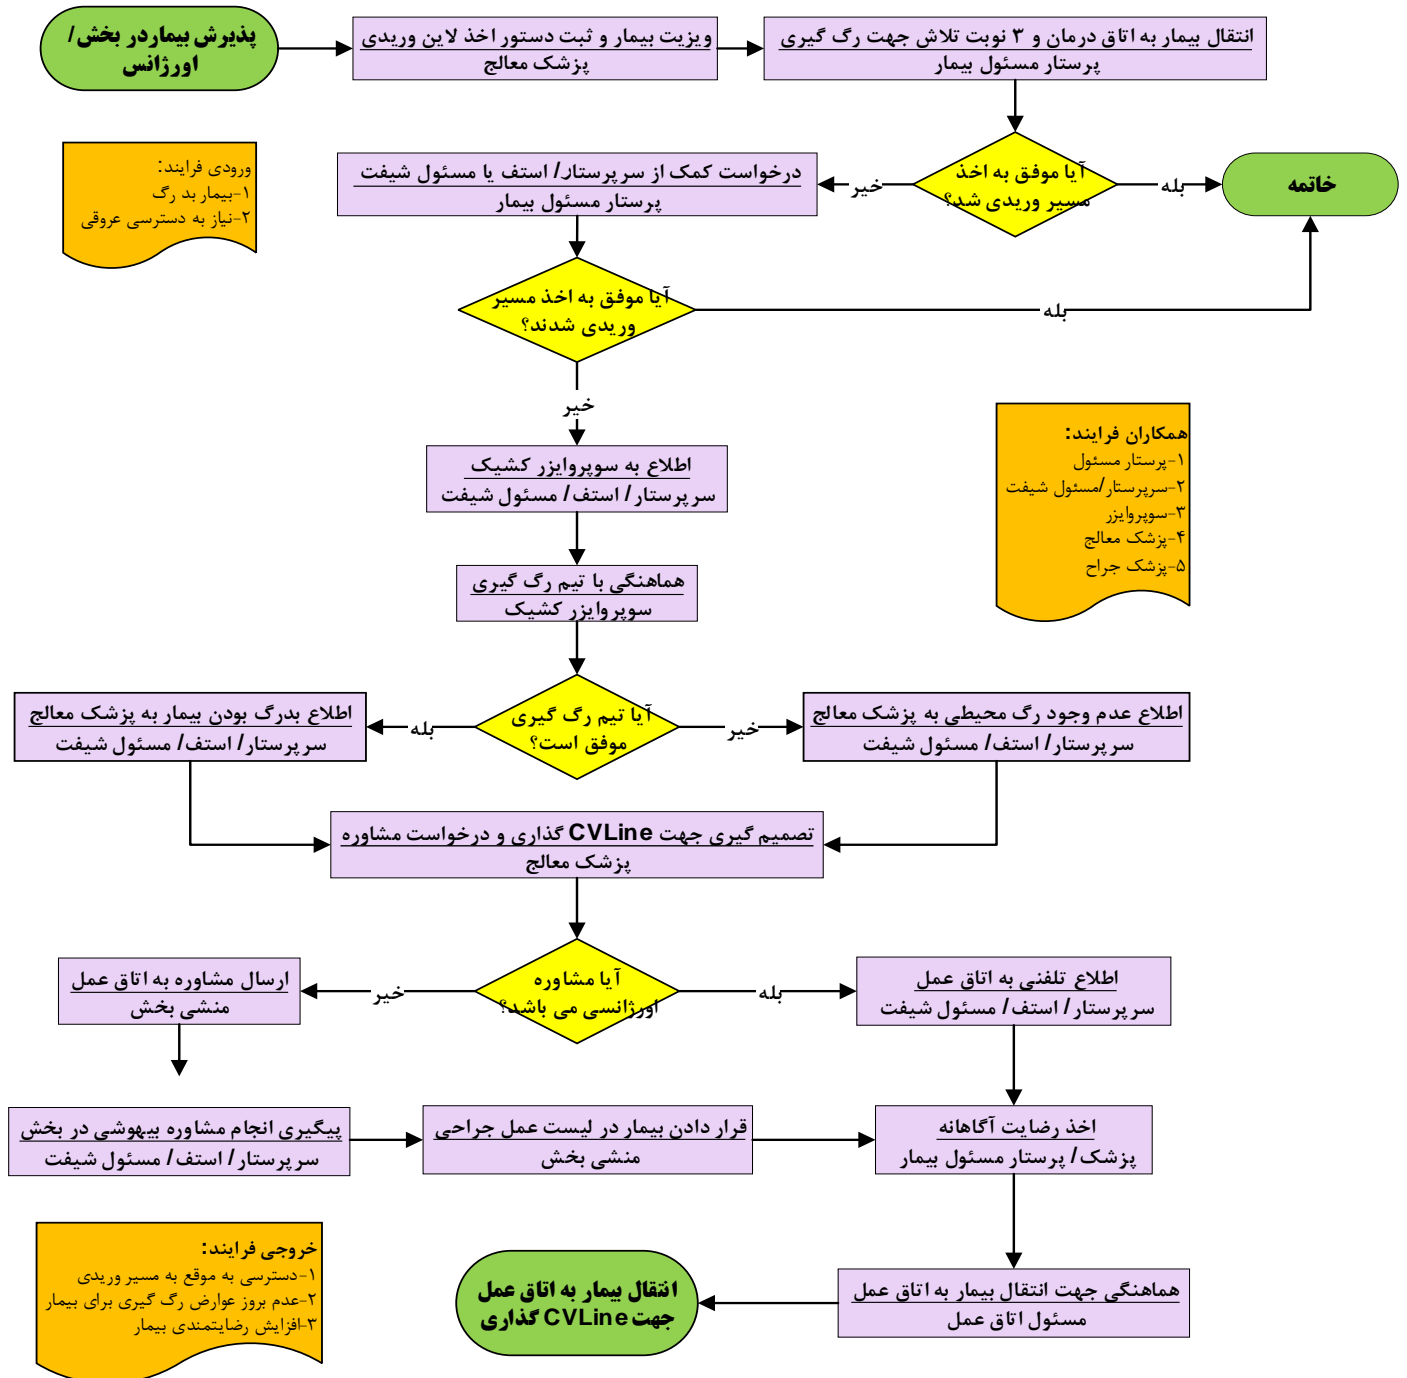 پذیرش بیمار در بخش/
اورژانس
ویزیت بیمار و ثبت دستور اخذ لاین وریدی
پزشک معالج
انتقال بیمار به اتاق درمان و ۳ نوبت تلاش جهت رگ گیری
پرستار مسئول بیمار
ورودی فرایند:
۱-بیمار بد رگ
۲-نیاز به دسترسی عروقی
درخواست کمک از سرپرستار/ استف یا مسئول شیفت
پرستار مسئول بیمار
خیر
آیا موفق به اخذ
مسیر وریدی شد؟
بله
خاتمه
آیا موفق به اخذ مسیر
وریدی شدند؟
بله
خیر
همکاران فرایند:
۱-پرستار مسئول
۲-سرپرستار/مسئول شیفت
۳-سوپروایزر
۴-پزشک معالج
۵-پزشک جراح
اطلاع به سوپروایزر کشیک
سرپرستار/ استف/ مسئول شیفت
هماهنگی با تیم رگ گیری
سوپروایزر کشیک
اطلاع عدم وجود رگ محیطی به پزشک معالج
سرپرستار/ استف/ مسئول شیفت
خیر
آیا تیم رگ گیری
موفق است؟
بله
اطلاع بدرگ بودن بیمار به پزشک معالج
سرپرستار/ استف/ مسئول شیفت
تصمیم گیری جهت CVLine گذاری و درخواست مشاوره
پزشک معالج
اطلاع تلفنی به اتاق عمل
سرپرستار/ استف/ مسئول شیفت
بله
آیا مشاوره
اورژانسی می باشد؟
خیر
ارسال مشاوره به اتاق عمل
منشی بخش
پیگیری انجام مشاوره بیهوشی در بخش
سرپرستار/ استف/ مسئول شیفت
قرار دادن بیمار در لیست عمل جراحی
منشی بخش
اخذ رضایت آگاهانه
پزشک/ پرستار مسئول بیمار
هماهنگی جهت انتقال بیمار به اتاق عمل
مسئول اتاق عمل
انتقال بیمار به اتاق عمل
جهت CVLine گذاری
خروجی فرایند:
۱-دسترسی به موقع به مسیر وریدی
۲-عدم بروز عوارض رگ گیری برای بیمار
۳-افزایش رضایتمندی بیمار